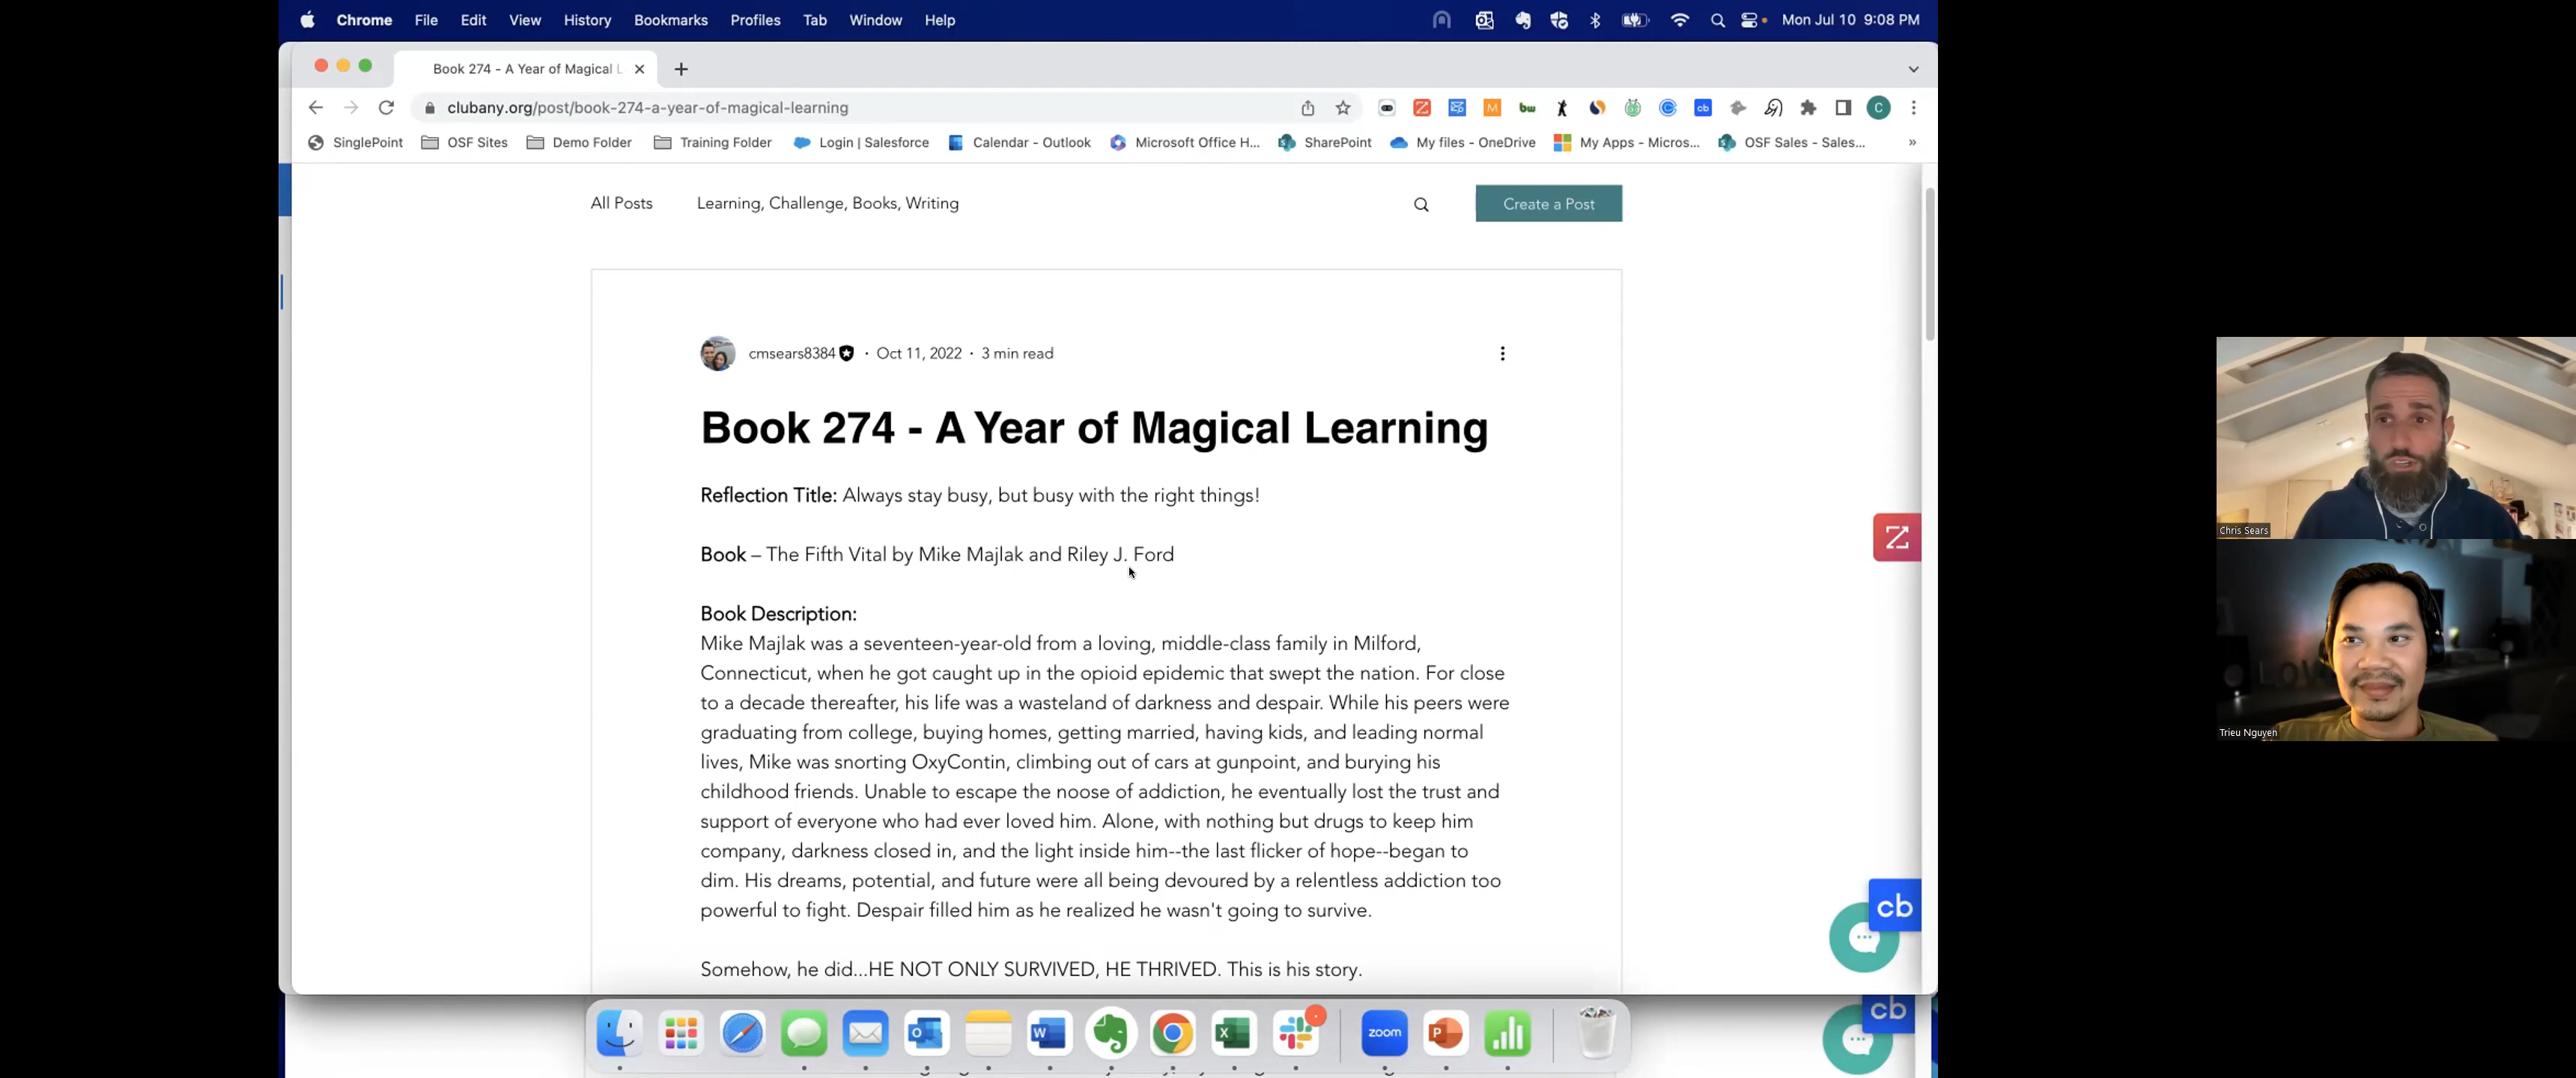 Chrome File Edit View History Bookmarks Profiles Tab Window Help Mon Jul 10 9:08 PM
Book 274 - A Year of Magical L
clubany.org/post/book-274-a-year-of-magical-learning
SinglePoint OSF Sites Demo Folder Training Folder Login | Salesforce Calendar - Outlook Microsoft Office H... SharePoint My files - OneDrive My Apps - Micros... OSF Sales - Sales... »
All Posts Learning, Challenge, Books, Writing Create a Post
cmsears8384 · Oct 11, 2022 · 3 min read
Book 274 - A Year of Magical Learning
Reflection Title: Always stay busy, but busy with the right things!
Book – The Fifth Vital by Mike Majlak and Riley J. Ford
Book Description:
Mike Majlak was a seventeen-year-old from a loving, middle-class family in Milford,
Connecticut, when he got caught up in the opioid epidemic that swept the nation. For close
to a decade thereafter, his life was a wasteland of darkness and despair. While his peers were
graduating from college, buying homes, getting married, having kids, and leading normal
lives, Mike was snorting OxyContin, climbing out of cars at gunpoint, and burying his
childhood friends. Unable to escape the noose of addiction, he eventually lost the trust and
support of everyone who had ever loved him. Alone, with nothing but drugs to keep him
company, darkness closed in, and the light inside him--the last flicker of hope--began to
dim. His dreams, potential, and future were all being devoured by a relentless addiction too
powerful to fight. Despair filled him as he realized he wasn't going to survive.
Somehow, he did...HE NOT ONLY SURVIVED, HE THRIVED. This is his story.
cb
cb
zoom
Chris Sears
Trieu Nguyen